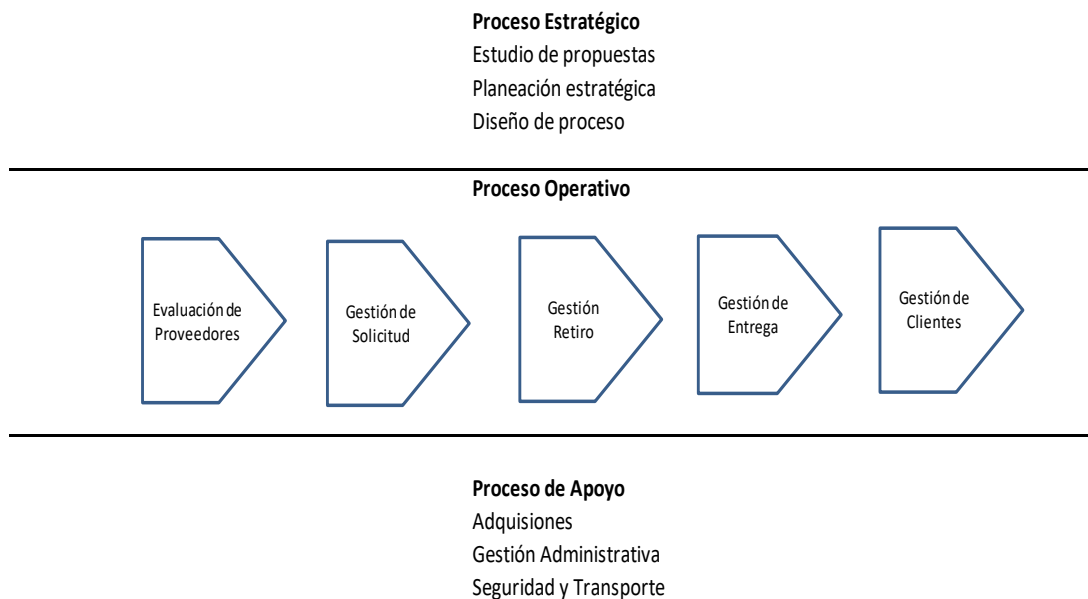 Proceso Estratégico
Estudio de propuestas
Planeación estratégica
Diseño de proceso
Proceso Operativo
Evaluación de
Proveedores
Gestión de
Solicitud
Gestión
Retiro
Gestión de
Entrega
Gestión de
Clientes
Proceso de Apoyo
Adquisiones
Gestión Administrativa
Seguridad y Transporte